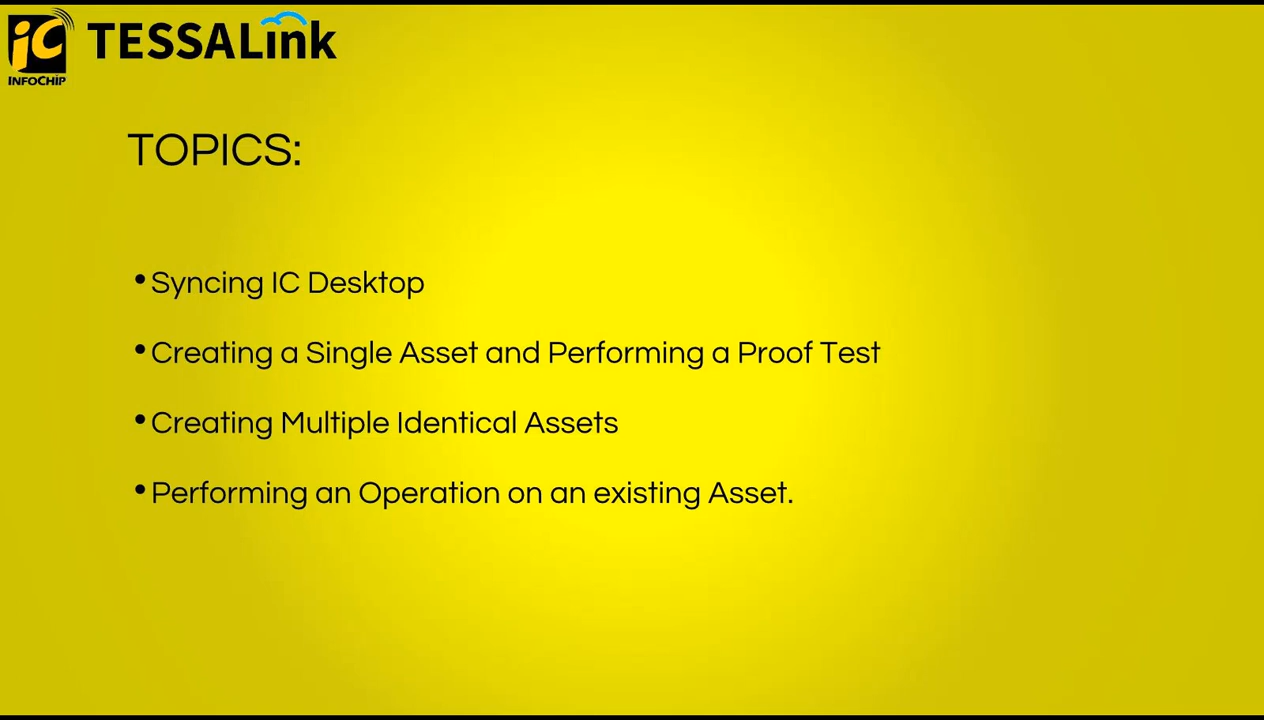 iC
INFOCHIP
TESSALink
TOPICS:
•Syncing IC Desktop
•Creating a Single Asset and Performing a Proof Test
•Creating Multiple Identical Assets
•Performing an Operation on an existing Asset.